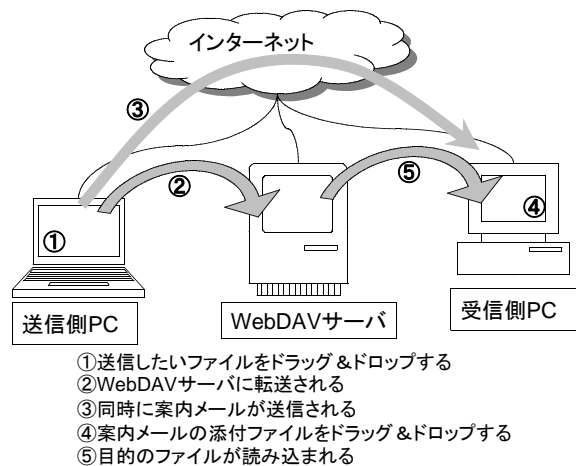 インターネット
③
②
⑤
①
④
送信側PC
WebDAVサーバ
受信側PC
①送信したいファイルをドラッグ&ドロップする
②WebDAVサーバに転送される
③同時に案内メールが送信される
④案内メールの添付ファイルをドラッグ&ドロップする
⑤目的のファイルが読み込まれる